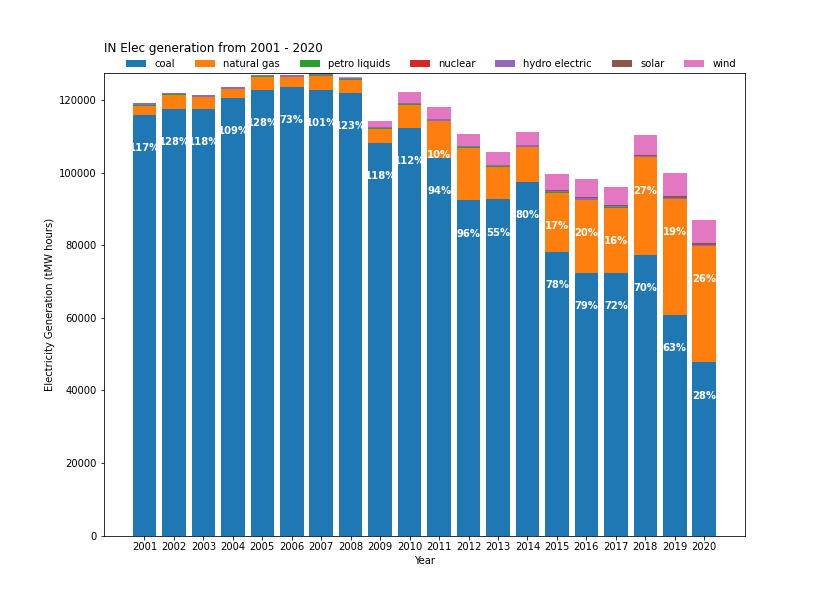 IN Elec generation from 2001 - 2020
coal natural gas petro liquids nuclear hydro electric solar wind
120000
100000
80000
60000
40000
20000
0
Electricity Generation (tMW hours)
117% 128% 118% 109% 128% 73% 101% 123% 118% 112% 10% 94% 96% 55% 80% 17% 78% 20% 79% 16% 72% 27% 70% 19% 63% 26% 28%
2001 2002 2003 2004 2005 2006 2007 2008 2009 2010 2011 2012 2013 2014 2015 2016 2017 2018 2019 2020
Year